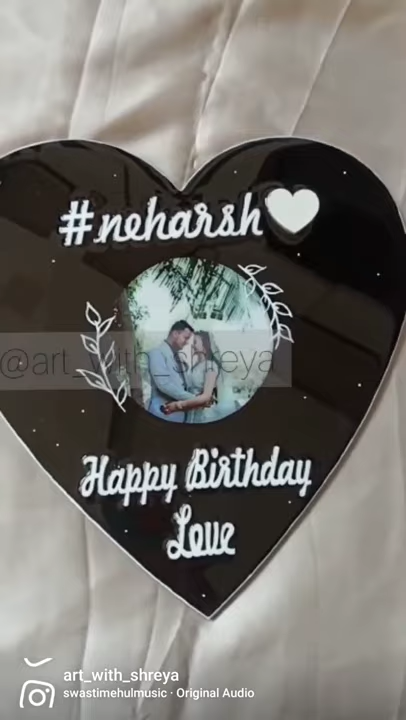 #neharsh
@art_with_shreya
Happy Birthday
Love
art_with_shreya
swastimehulmusic · Original Audio